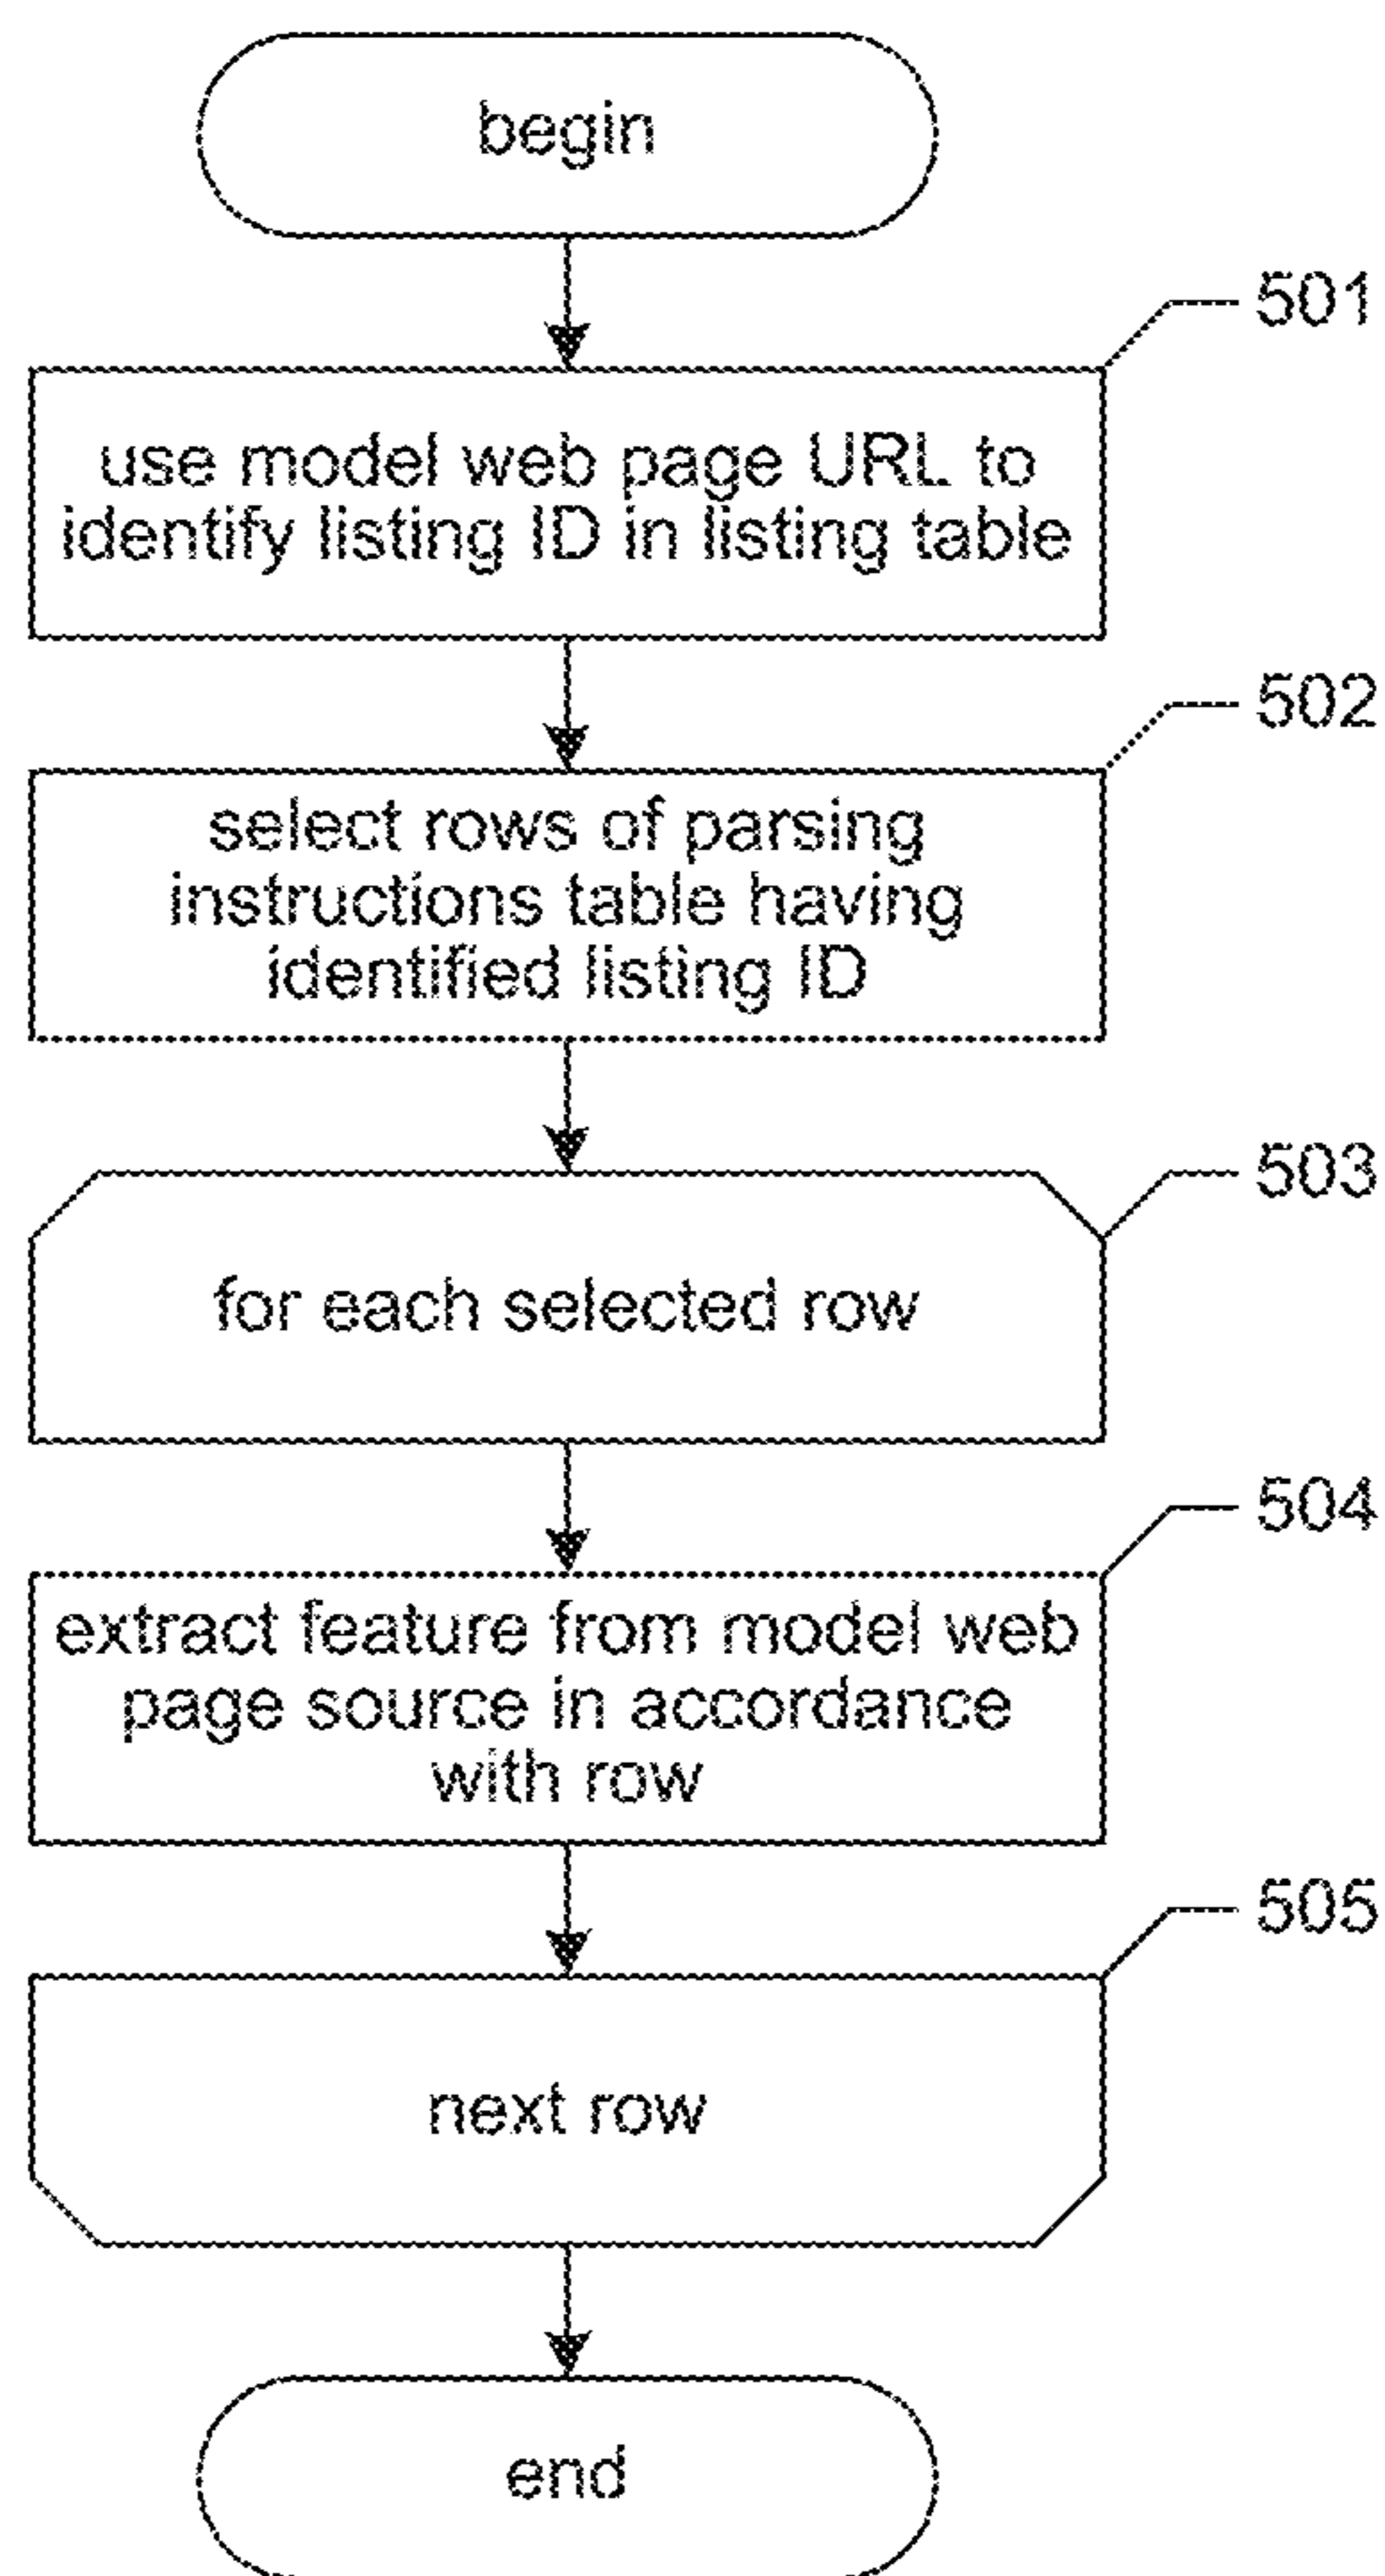 begin
501
use model web page URL to
identify listing ID in listing table
502
select rows of parsing
instructions table having
identified listing ID
503
for each selected row
504
extract feature from model web
page source in accordance
with row
505
next row
end